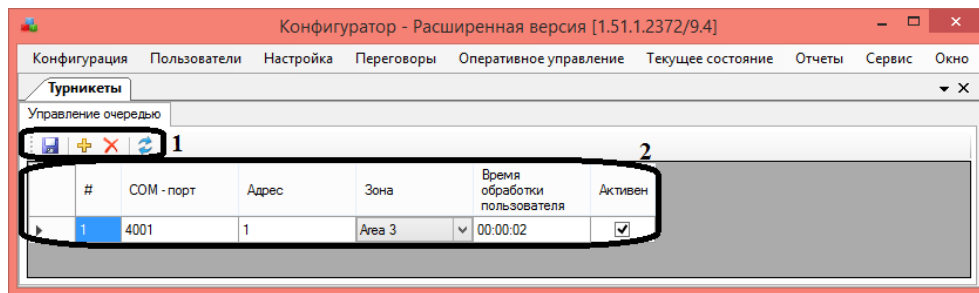 Конфигуратор - Расширенная версия [1.51.1.2372/9.4]
Конфигурация Пользователи Настройка Переговоры Оперативное управление Текущее состояние Отчеты Сервис Окно
Турникеты
Управление очередью
1
2
# COM - порт Адрес Зона Время обработки пользователя Активен
1 4001 1 Area 3 00:00:02